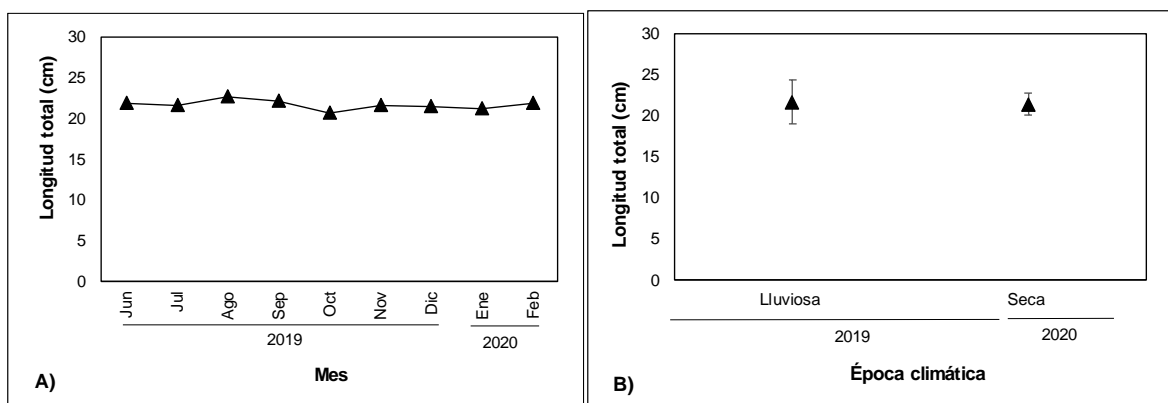 Longitud total (cm)
30
25
20
15
10
5
0
Jun
Jul
Ago
Sep
Oct
Nov
Dic
Ene
Feb
2019
2020
Mes
A)
Longitud total (cm)
30
25
20
15
10
5
0
Lluviosa
Seca
2019
2020
Época climática
B)